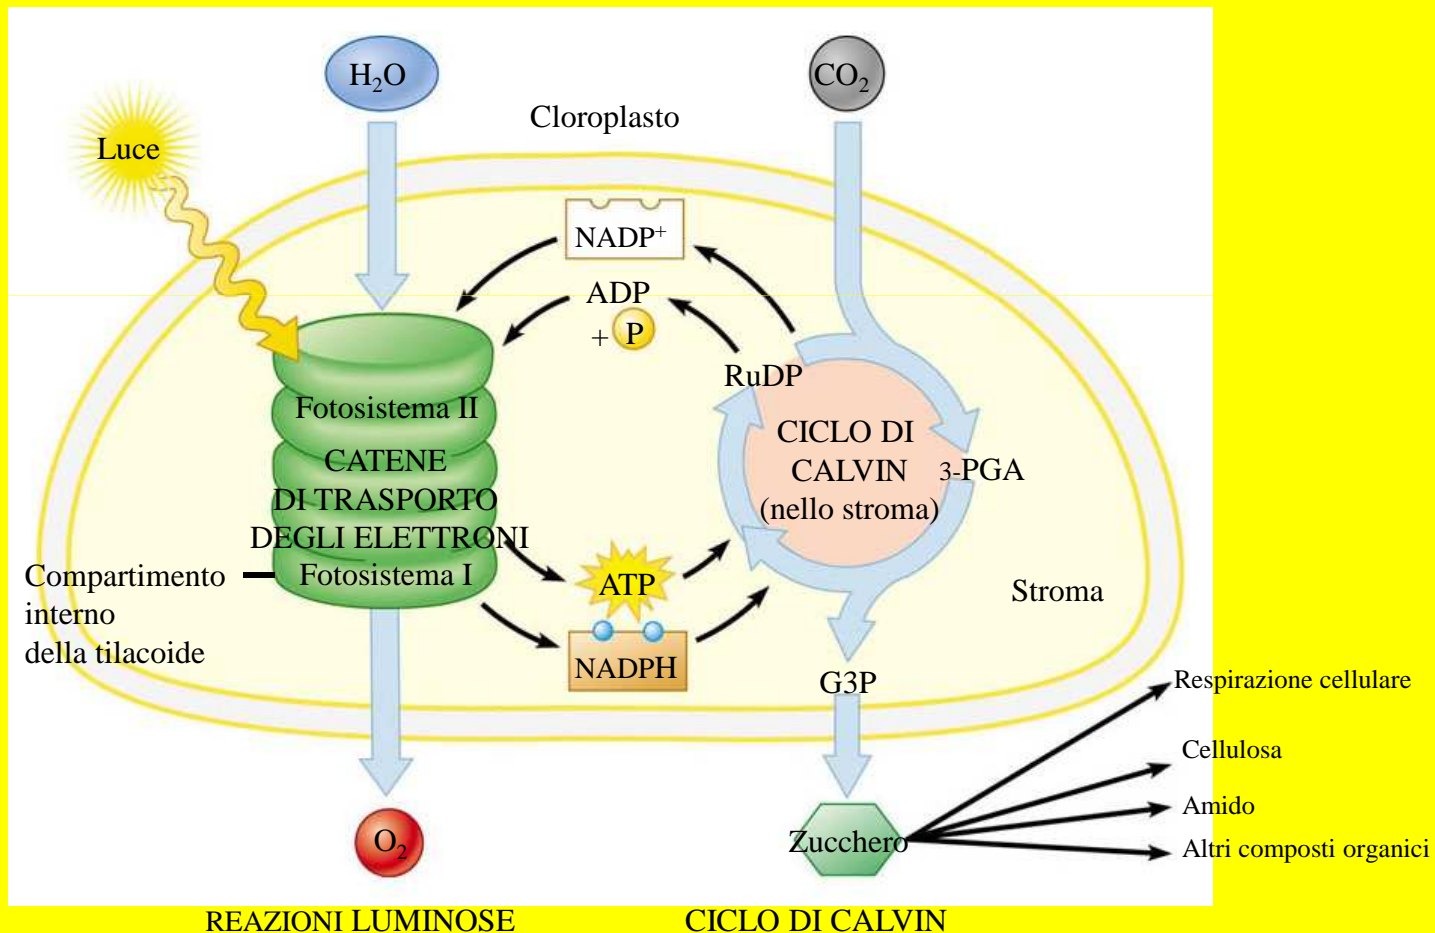 H₂O
CO₂
Cloroplasto
Luce
NADP⁺
ADP
+ P
RuDP
Fotosistema II
CATENE
DI TRASPORTO
DEGLI ELETTRONI
Fotosistema I
CICLO DI
CALVIN
(nello stroma)
3-PGA
Compartimento
interno
della tilacoide
ATP
NADPH
Stroma
G3P
Respirazione cellulare
Cellulosa
Amido
Altri composti organici
O₂
Zucchero
REAZIONI LUMINOSE
CICLO DI CALVIN